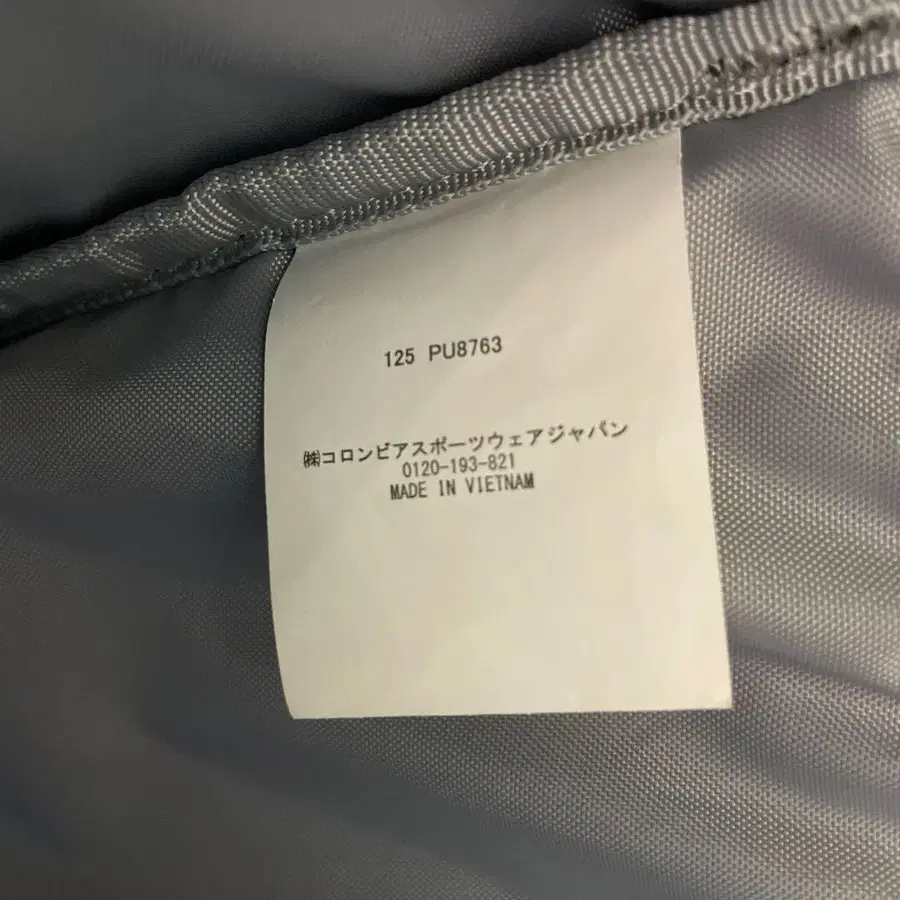 125 PU8763
㈱コロンビアスポーツウェアジャパン
0120-193-821
MADE IN VIETNAM